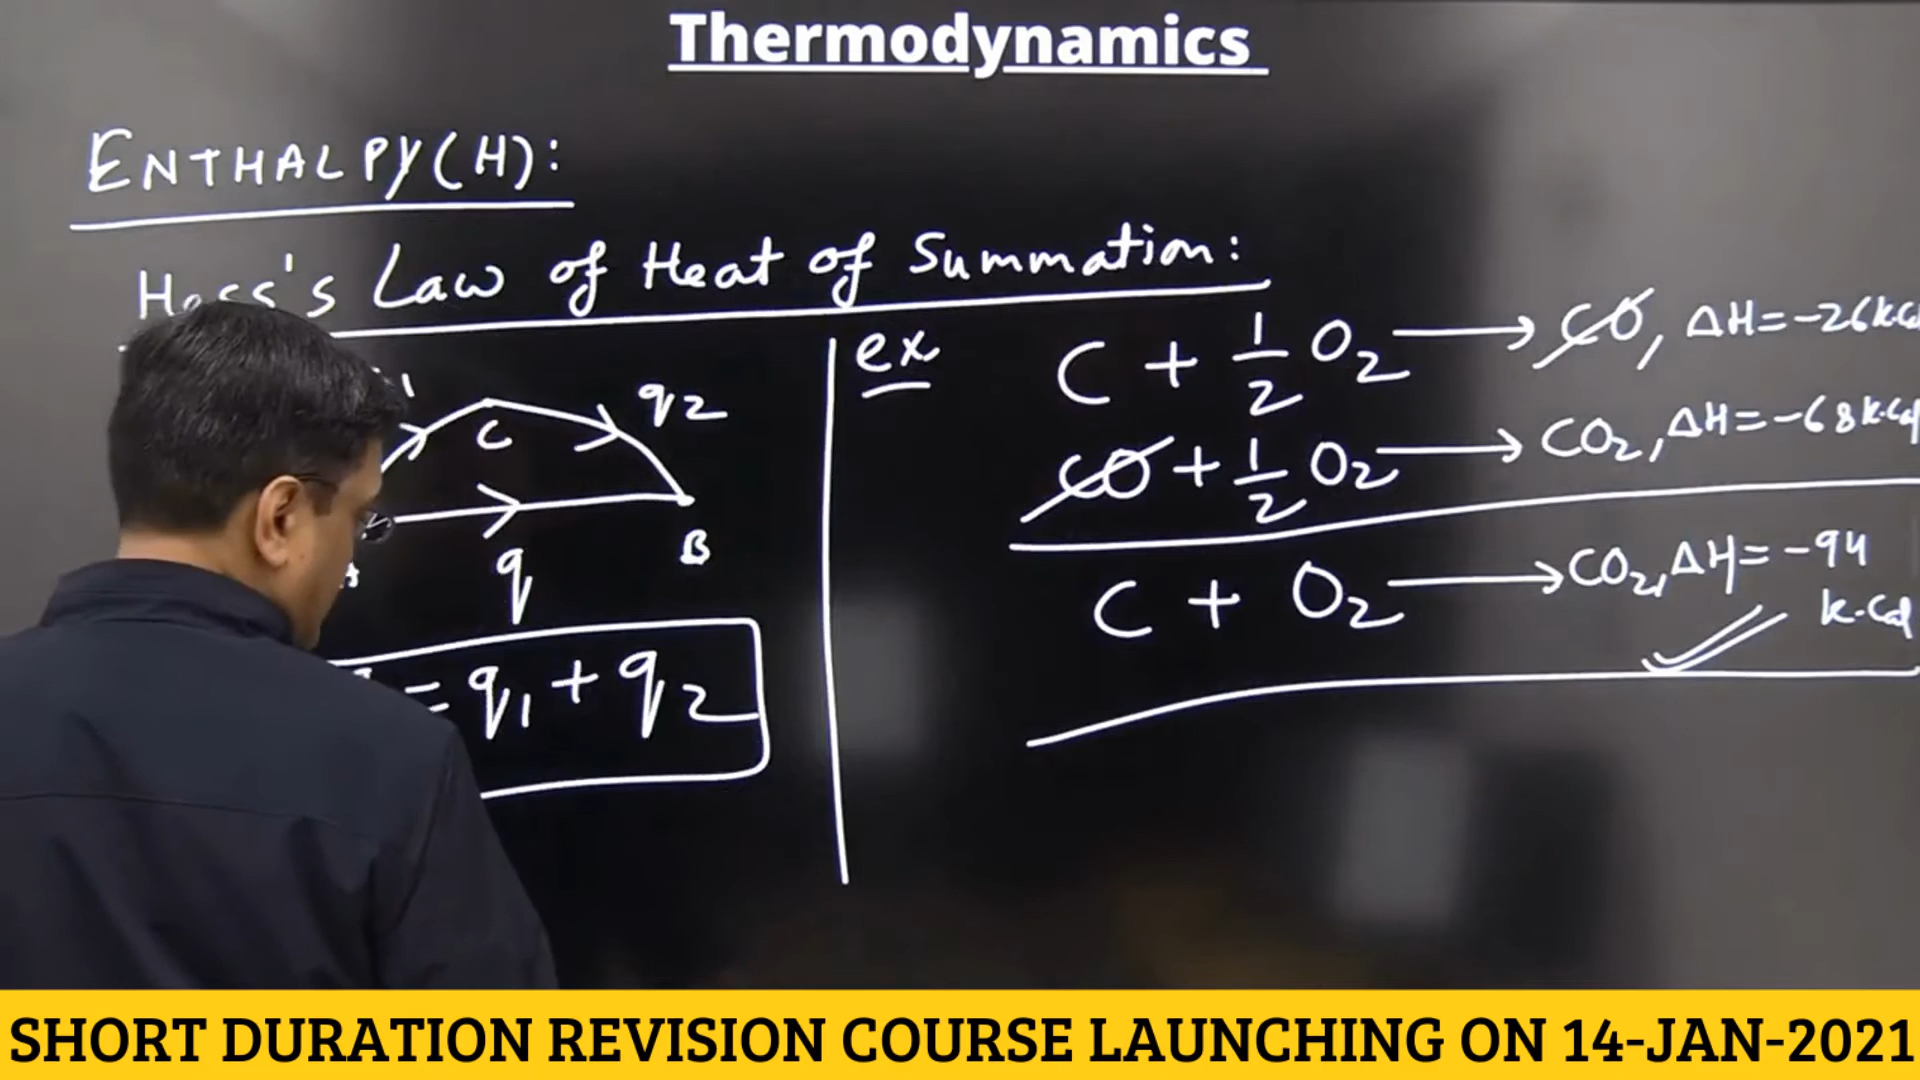 Thermodynamics
ENTHALPY(H):
Hess's Law of Heat of Summation:
q2
C
B
q
= q1 + q2
ex
C + 1/2 O2 → CO, ΔH=-26 k.Cal
CO + 1/2 O2 → CO2, ΔH=-68 k.Cal
C + O2 → CO2, ΔH=-94
k.Cal
SHORT DURATION REVISION COURSE LAUNCHING ON 14-JAN-2021